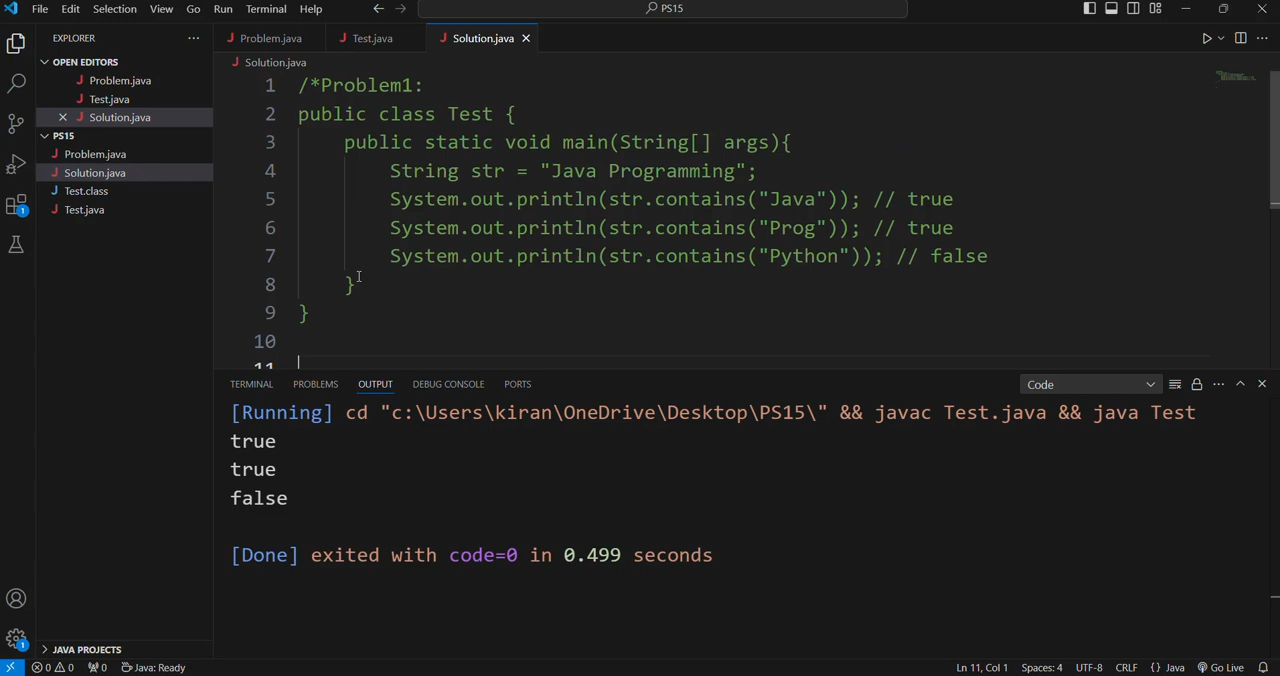 File Edit Selection View Go Run Terminal Help PS15
EXPLORER
OPEN EDITORS
Problem.java
Test.java
Solution.java
PS15
Problem.java
Solution.java
Test.class
Test.java
JAVA PROJECTS
1
1
Problem.java Test.java Solution.java
Solution.java
1 /*Problem1:
2 public class Test {
3 public static void main(String[] args){
4 String str = "Java Programming";
5 System.out.println(str.contains("Java")); // true
6 System.out.println(str.contains("Prog")); // true
7 System.out.println(str.contains("Python")); // false
8 }
9 }
10
11
TERMINAL PROBLEMS OUTPUT DEBUG CONSOLE PORTS Code
[Running] cd "c:\Users\kiran\OneDrive\Desktop\PS15\" && javac Test.java && java Test
true
true
false
[Done] exited with code=0 in 0.499 seconds
0 0 0 Java: Ready Ln 11, Col 1 Spaces: 4 UTF-8 CRLF {} Java Go Live